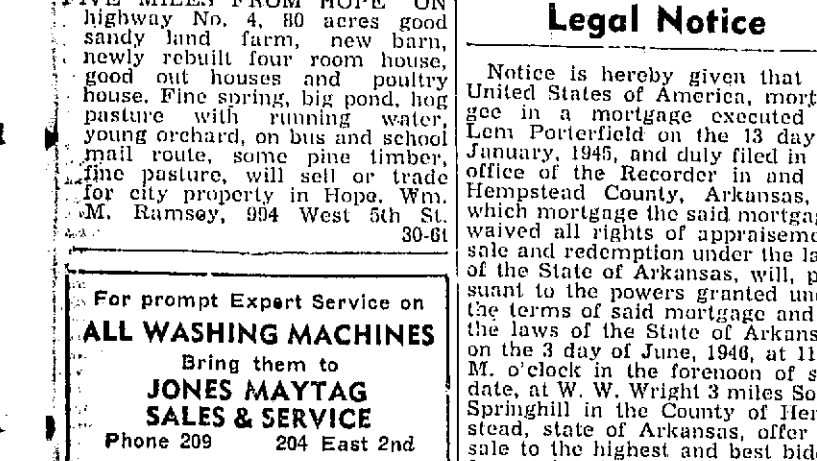 FIVE MILES FROM HOPE ON
highway No. 4, 80 acres good
sandy land farm, new barn,
newly rebuilt four room house,
good out houses and poultry
house. Fine spring, big pond, hog
pasture with running water,
young orchard, on bus and school
mail route, some pine timber,
fine pasture, will sell or trade
for city property in Hope. Wm.
M. Ramsey, 904 West 5th St.
30-6t
For prompt Expert Service on
ALL WASHING MACHINES
Bring them to
JONES MAYTAG
SALES & SERVICE
Phone 209 204 East 2nd
Legal Notice
Notice is hereby given that
United States of America, mort
gee in a mortgage executed
Lem Porterfield on the 13 day
January, 1945, and duly filed in
office of the Recorder in and
Hempstead County, Arkansas,
which mortgage the said mortga
waived all rights of appraiseme
sale and redemption under the la
of the State of Arkansas, will, p
suant to the powers granted un
the terms of said mortgage and
the laws of the State of Arkans
on the 3 day of June, 1946, at 11
M. o'clock in the forenoon of s
date, at W. W. Wright 3 miles So
Springhill in the County of He
stead, state of Arkansas, offer
sale to the highest and best bid